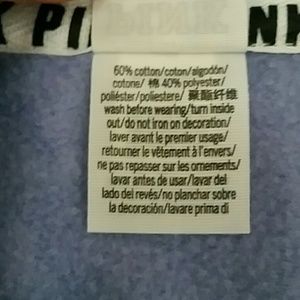 K PI NK
60% cotton/coton/algodón/
cotone/ 棉 40% polyester/
poliéster/poliestere/ 聚酯纤维
wash before wearing/turn inside
out/do not iron on decoration/
laver avant le premier usage/
retourner le vêtement à l'envers/
ne pas repasser sur les ornements/
lavar antes de usar/lavar del
lado del revés/no planchar sobre
la decoración/lavare prima di